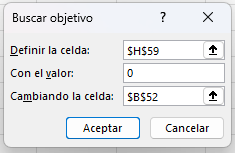 Buscar objetivo ? ×
Definir la celda: $H$59
Con el valor: 0
Cambiando la celda: $B$52
Aceptar Cancelar